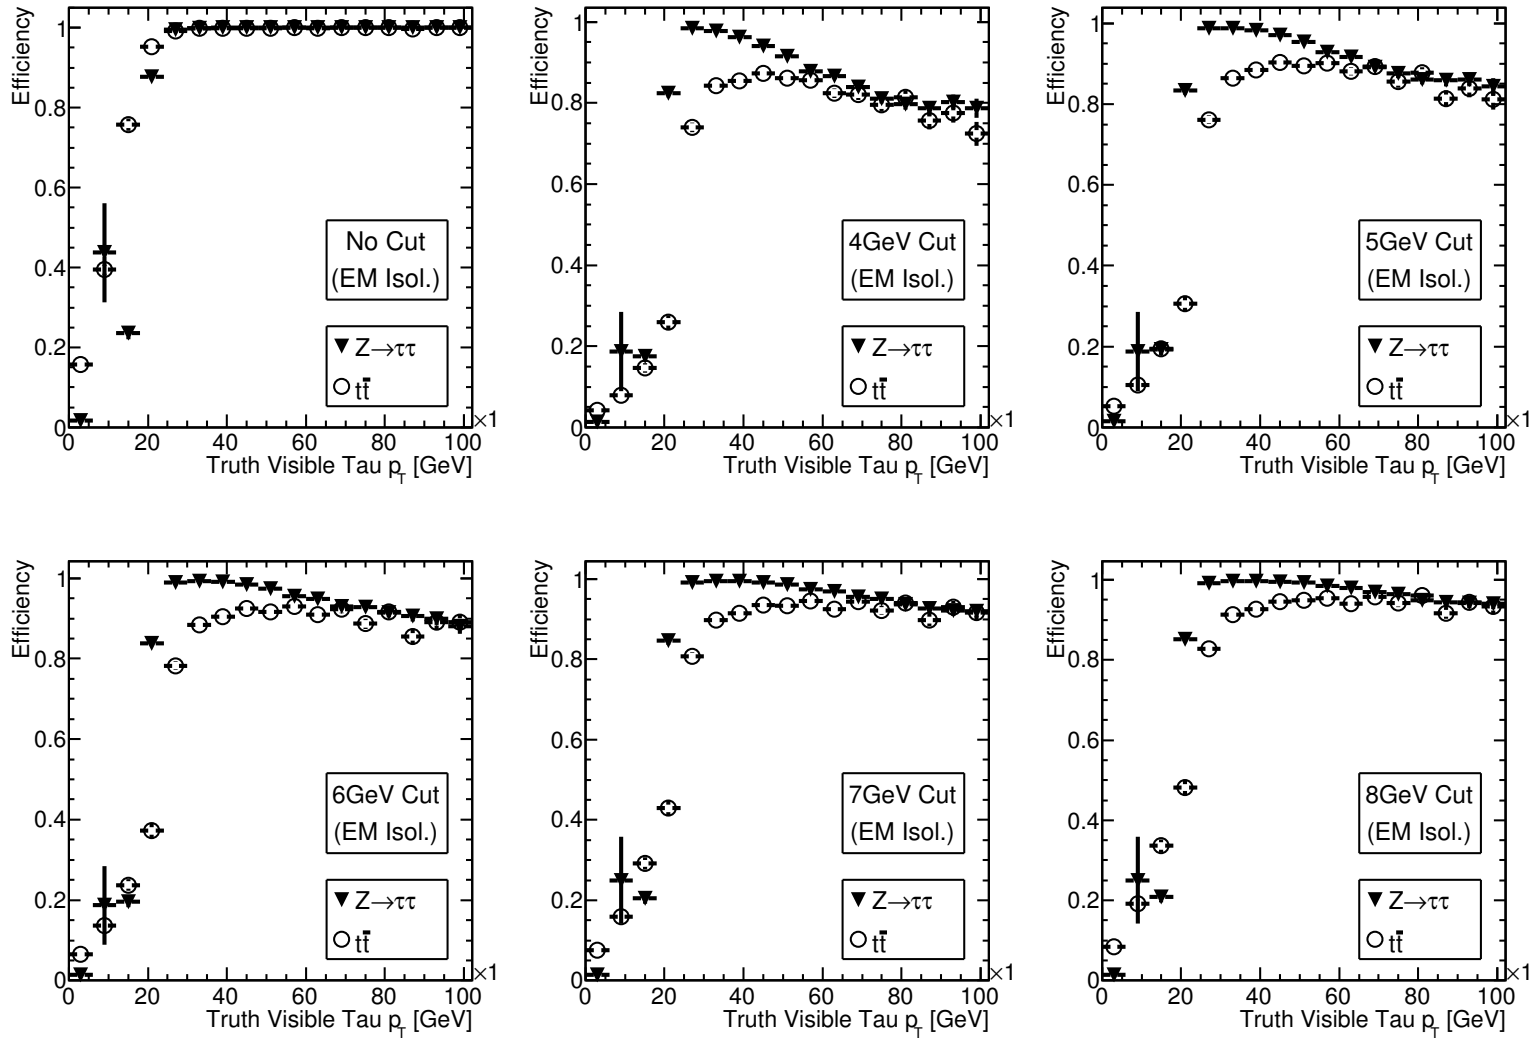 Efficiency
1
0.8
0.6
0.4
0.2
0
No Cut
(EM Isol.)
Z→ττ
tt̄
0 20 40 60 80 100
×1
Truth Visible Tau p_T [GeV]
Efficiency
1
0.8
0.6
0.4
0.2
0
4GeV Cut
(EM Isol.)
Z→ττ
tt̄
0 20 40 60 80 100
×1
Truth Visible Tau p_T [GeV]
Efficiency
1
0.8
0.6
0.4
0.2
0
5GeV Cut
(EM Isol.)
Z→ττ
tt̄
0 20 40 60 80 100
×1
Truth Visible Tau p_T [GeV]
Efficiency
1
0.8
0.6
0.4
0.2
0
6GeV Cut
(EM Isol.)
Z→ττ
tt̄
0 20 40 60 80 100
×1
Truth Visible Tau p_T [GeV]
Efficiency
1
0.8
0.6
0.4
0.2
0
7GeV Cut
(EM Isol.)
Z→ττ
tt̄
0 20 40 60 80 100
×1
Truth Visible Tau p_T [GeV]
Efficiency
1
0.8
0.6
0.4
0.2
0
8GeV Cut
(EM Isol.)
Z→ττ
tt̄
0 20 40 60 80 100
×1
Truth Visible Tau p_T [GeV]